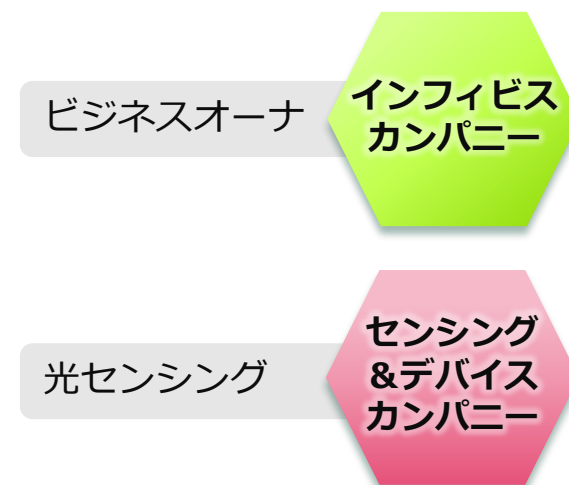 ビジネスオーナ
インフィビス
カンパニー
光センシング
センシング
&デバイス
カンパニー